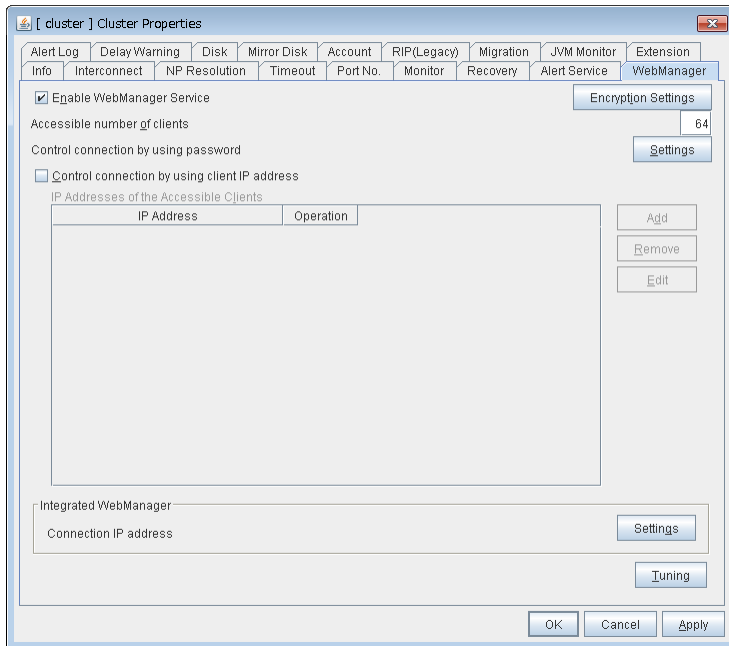 [ cluster ] Cluster Properties
Alert Log Delay Warning Disk Mirror Disk Account RIP(Legacy) Migration JVM Monitor Extension
Info Interconnect NP Resolution Timeout Port No. Monitor Recovery Alert Service WebManager
Enable WebManager Service Encryption Settings
Accessible number of clients 64
Control connection by using password Settings
Control connection by using client IP address
IP Addresses of the Accessible Clients
IP Address Operation Add
Remove
Edit
Integrated WebManager
Connection IP address Settings
Tuning
OK Cancel Apply